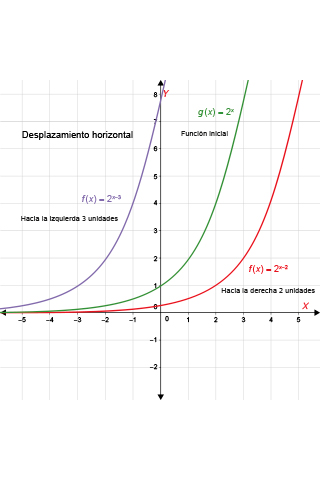 Y
8
7
g(x) = 2ˣ
Desplazamiento horizontal
Función inicial
6
5
f(x) = 2ˣ⁻³
4
Hacia la izquierda 3 unidades
3
2
f(x) = 2ˣ⁻²
1
Hacia la derecha 2 unidades
X
0
−5 −4 −3 −2 −1 0 1 2 3 4 5
−1
−2